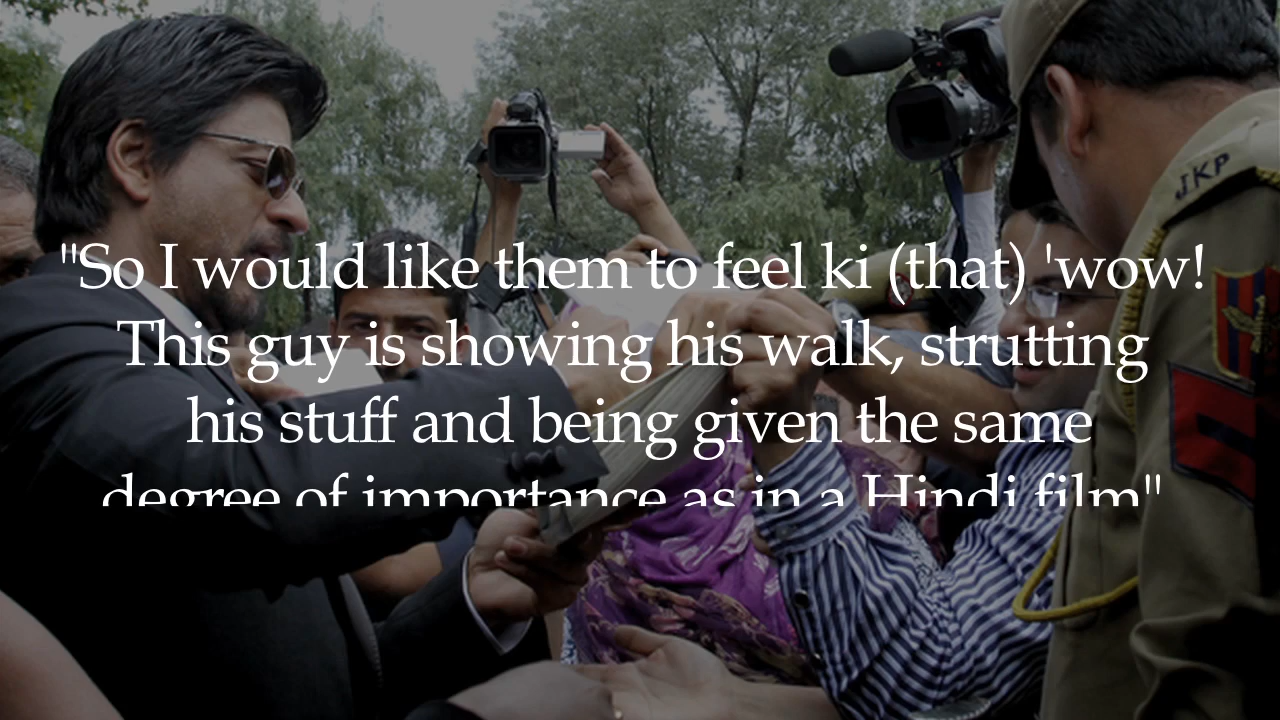 "So I would like them to feel ki (that) 'wow!
This guy is showing his walk, strutting
his stuff and being given the same
degree of importance as in a Hindi film"
JKP